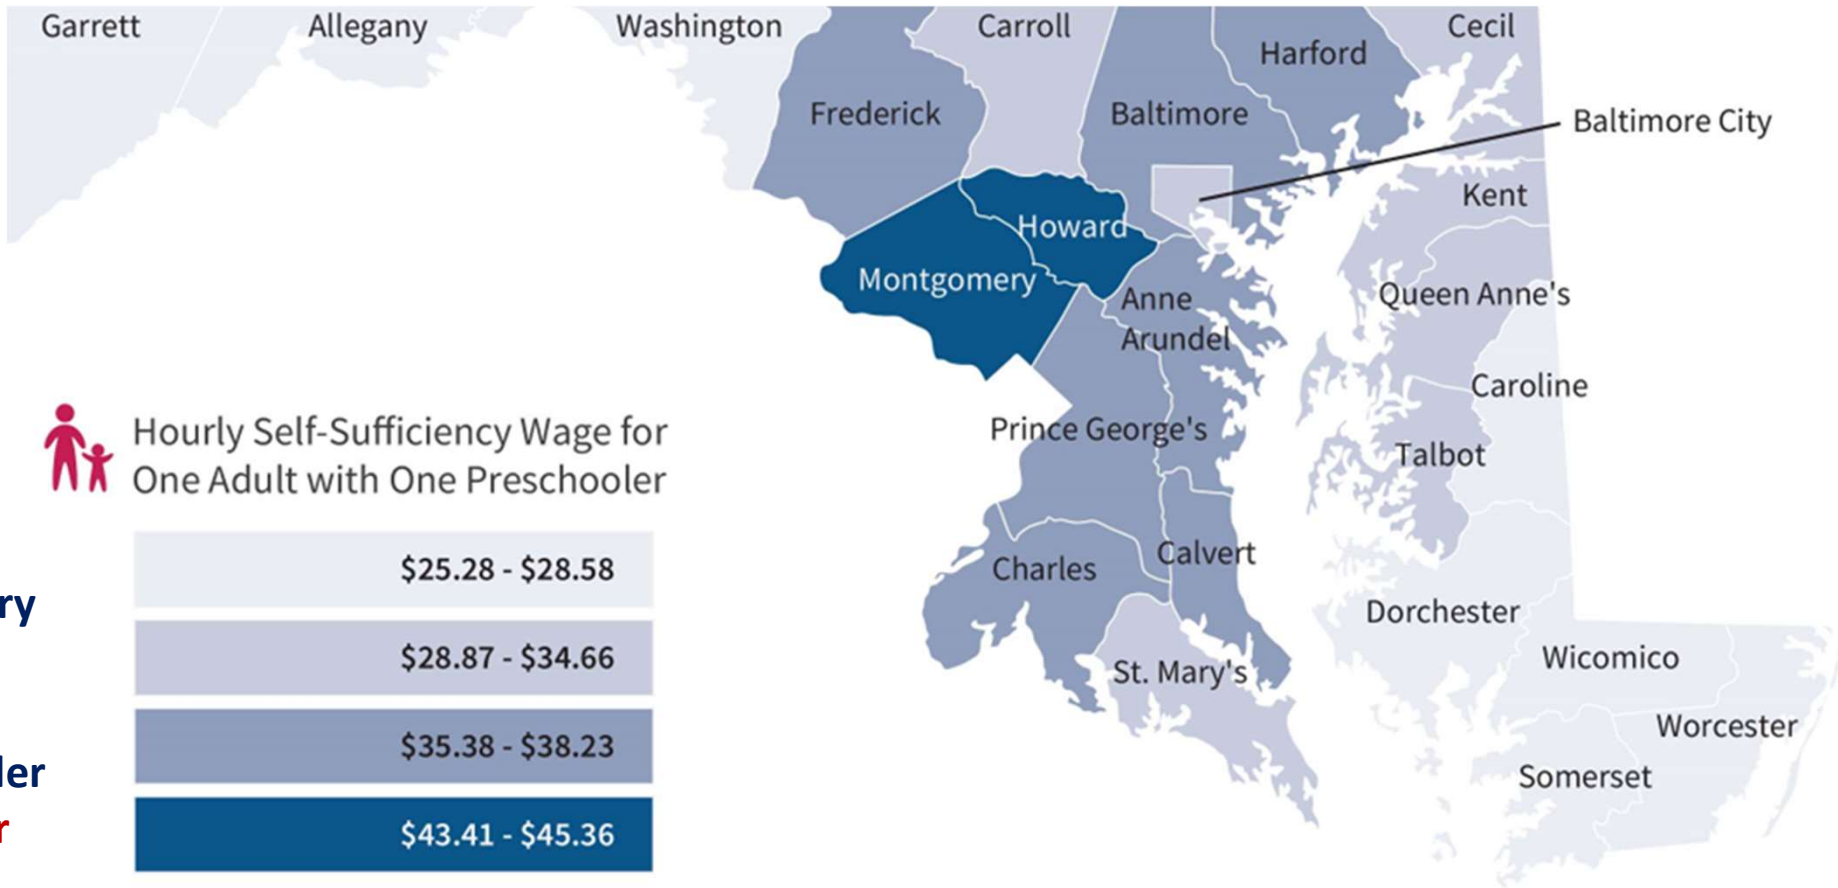 Garrett
Allegany
Washington
Carroll
Cecil
Harford
Frederick
Baltimore
Baltimore City
Kent
Howard
Montgomery
Queen Anne's
Anne
Arundel
Caroline
Prince George's
Talbot
Hourly Self-Sufficiency Wage for
One Adult with One Preschooler
Calvert
Charles
$25.28 - $28.58
ry
Dorchester
Wicomico
$28.87 - $34.66
St. Mary's
Worcester
$35.38 - $38.23
ler
Somerset
r
$43.41 - $45.36